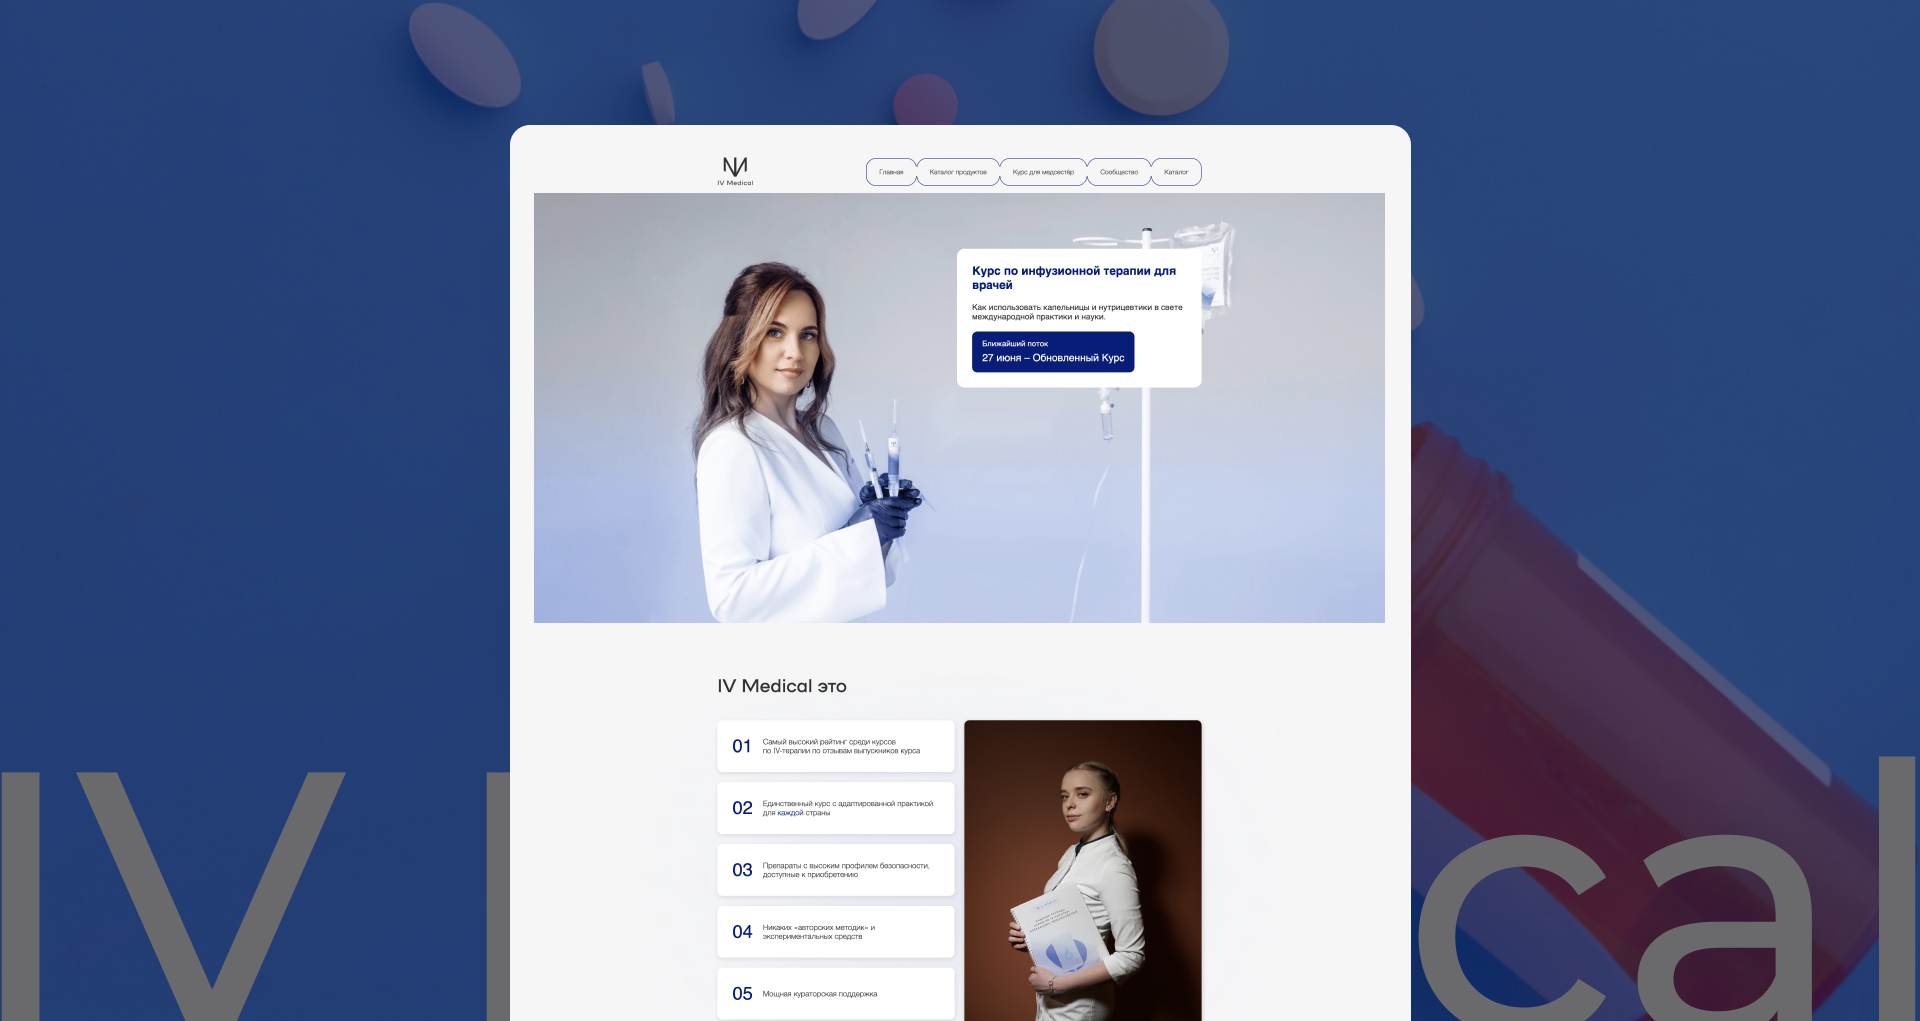 IV Medical
Главная
Каталог продуктов
Курс для медсестёр
Сообщество
Каталог
Курс по инфузионной терапии для
врачей
Как использовать капельницы и нутрицевтики в свете
международной практики и науки.
Ближайший поток
27 июня – Обновленный Курс
IV Medical это
01
Самый высокий рейтинг среди курсов
по IV-терапии по отзывам выпускников курса
02
Единственный курс с адаптированной практикой
для каждой страны
03
Препараты с высоким профилем безопасности,
доступные к приобретению
04
Никаких «авторских методик» и
экспериментальных средств
05
Мощная кураторская поддержка
IV
cal